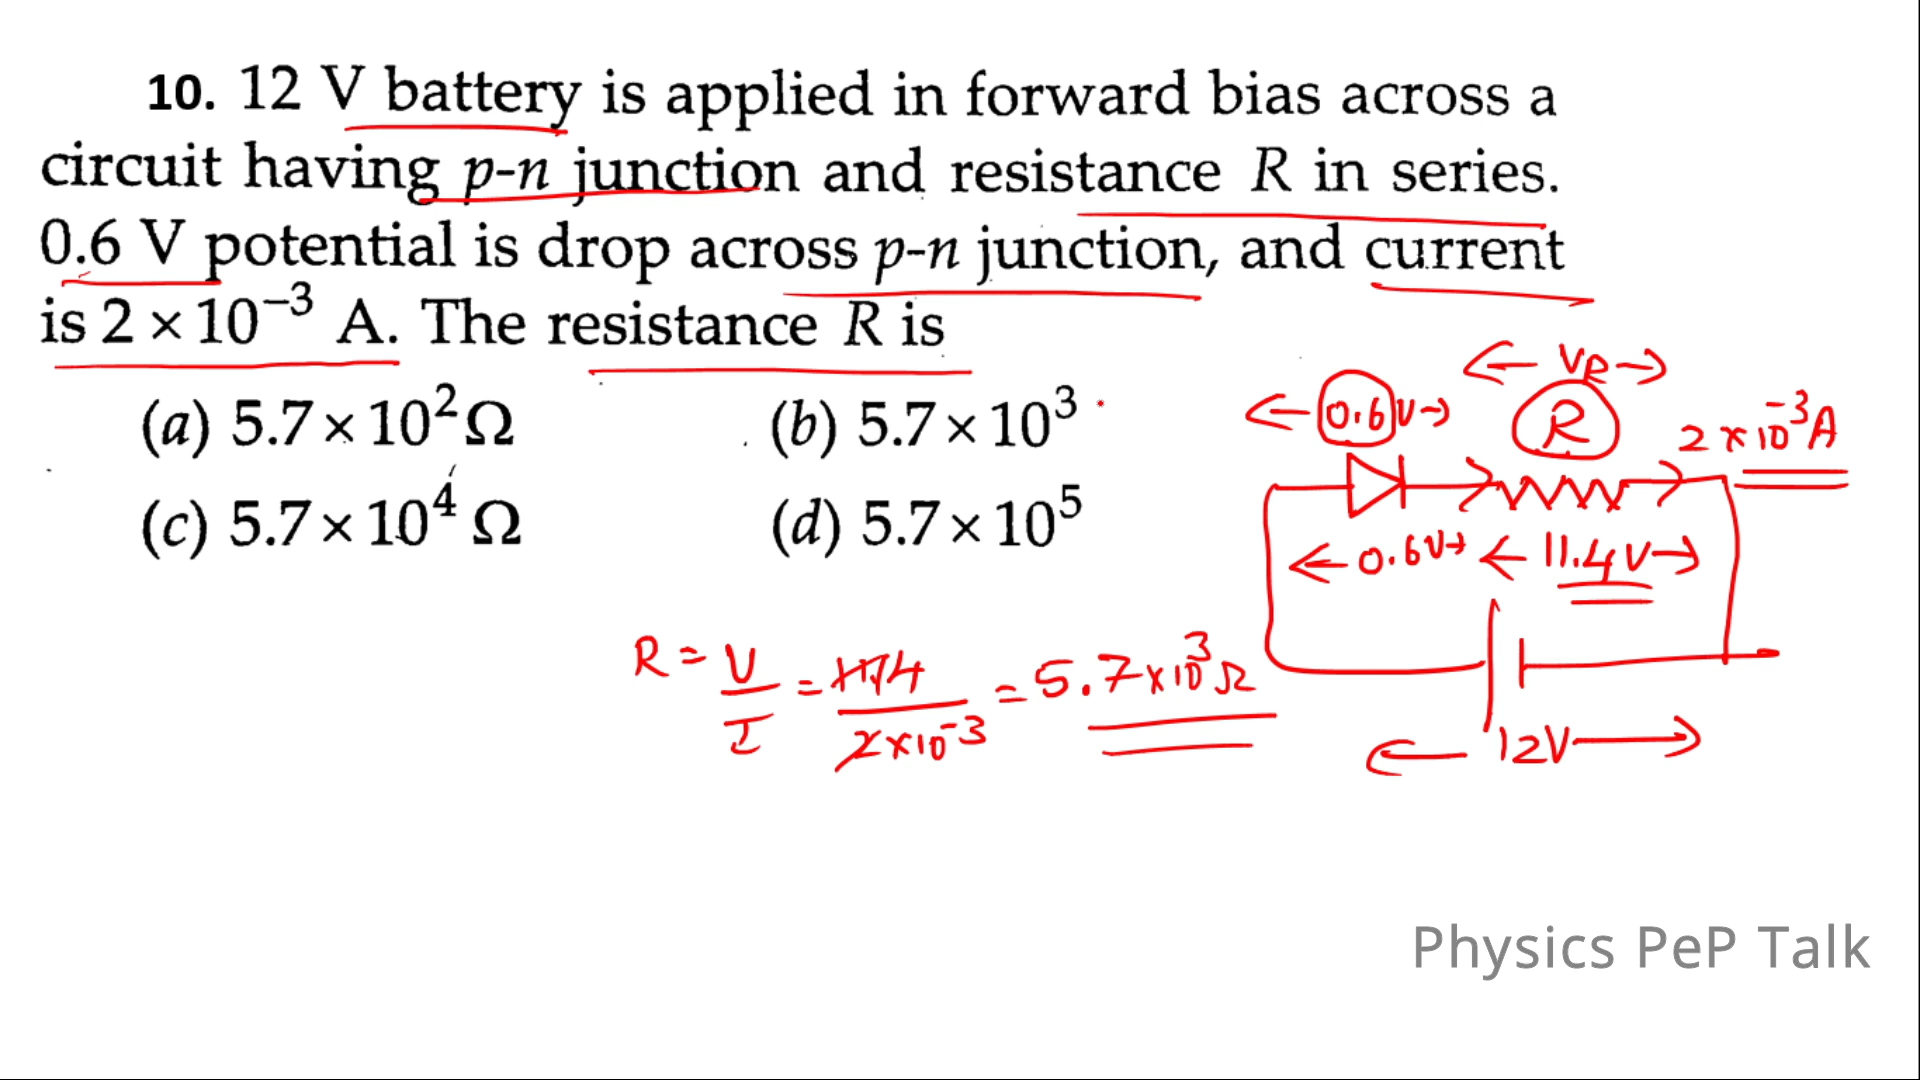 10. 12 V battery is applied in forward bias across a
circuit having p-n junction and resistance R in series.
0.6 V potential is drop across p-n junction, and current
is 2 × 10⁻³ A. The resistance R is
(a) 5.7 × 10² Ω (b) 5.7 × 10³
(c) 5.7 × 10⁴ Ω (d) 5.7 × 10⁵
← VR →
← 0.6V → R 2 × 10⁻³A
← 0.6V → ← 11.4V →
R = V/I = 11.4/2×10⁻³ = 5.7×10³ Ω
← 12V →
Physics PeP Talk